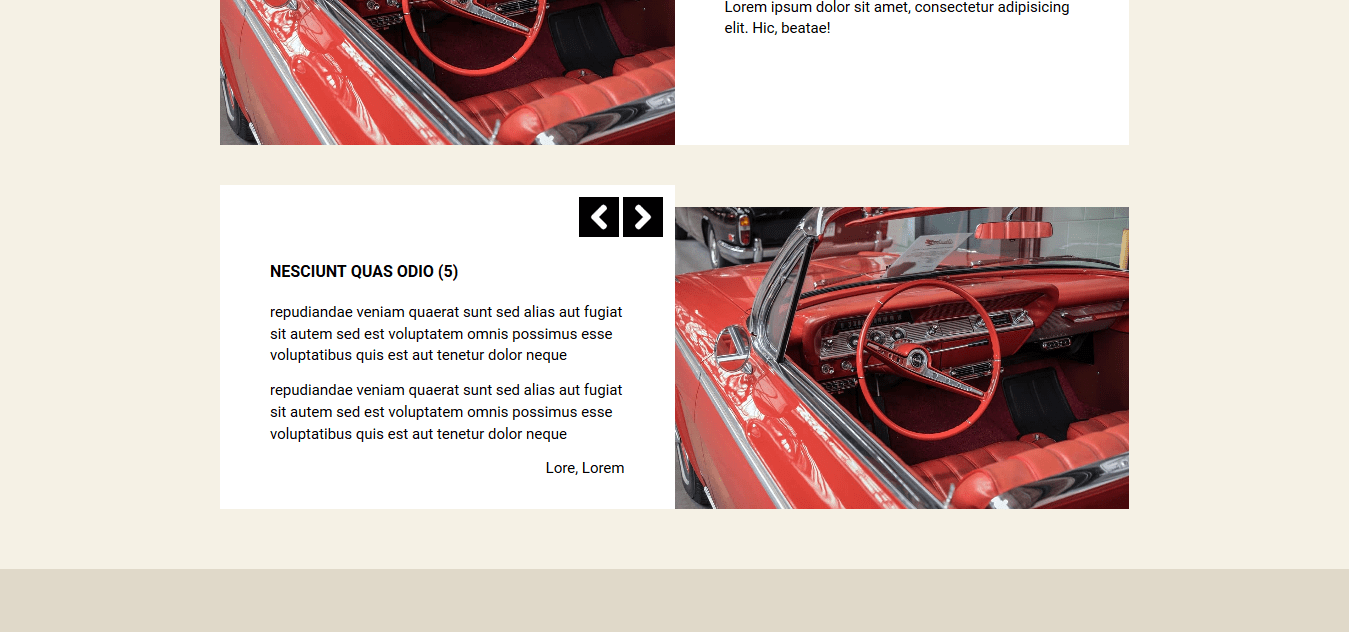 Lorem ipsum dolor sit amet, consectetur adipisicing
elit. Hic, beatae!
NESCIUNT QUAS ODIO (5)
repudiandae veniam quaerat sunt sed alias aut fugiat
sit autem sed est voluptatem omnis possimus esse
voluptatibus quis est aut tenetur dolor neque
repudiandae veniam quaerat sunt sed alias aut fugiat
sit autem sed est voluptatem omnis possimus esse
voluptatibus quis est aut tenetur dolor neque
Lore, Lorem